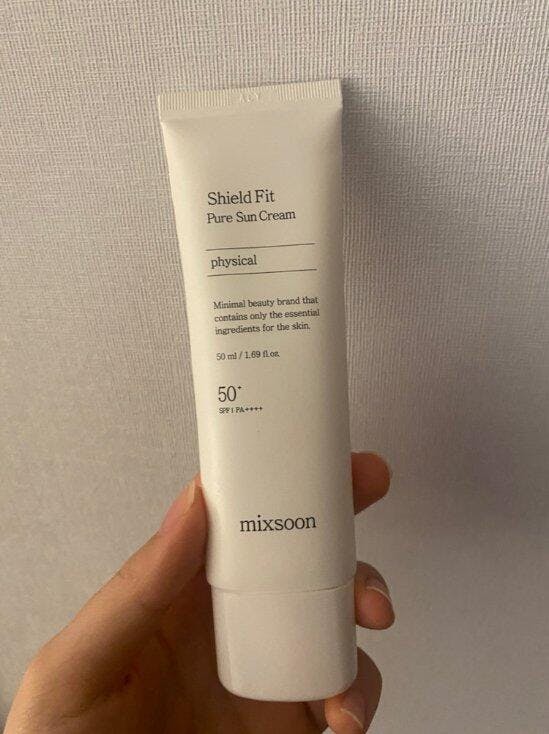 Shield Fit
Pure Sun Cream
physical
Minimal beauty brand that
contains only the essential
ingredients for the skin.
50 ml / 1.69 fl.oz.
50+
SPF I PA++++
mixsoon